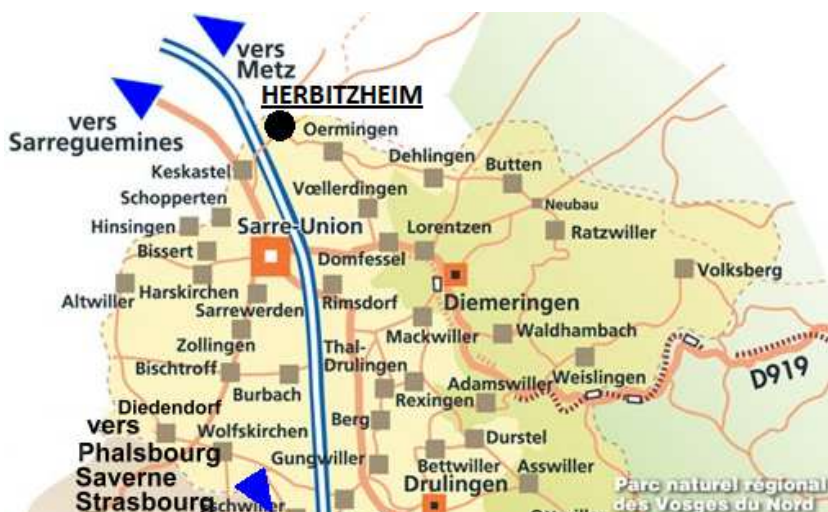 vers
Metz
HERBITZHEIM
vers
Sarreguemines
Oermingen
Dehlingen
Butten
Keskastel
Schopperten
Vœllerdingen
Neubau
Hinsingen
Sarre-Union
Lorentzen
Ratzwiller
Bissert
Domfessel
Volksberg
Altwiller
Harskirchen
Rimsdorf
Diemeringen
Sarrewerden
Mackwiller
Waldhambach
Zollingen
Thal-
Drulingen
Bischtroff
Burbach
Adamswiller
Weislingen
D919
Rexingen
Diedendorf
Berg
vers
Wolfskirchen
Durstel
Phalsbourg
Gungwiller
Bettwiller
Asswiller
Saverne
Drulingen
Parc naturel régional
Strasbourg
des Vosges du Nord